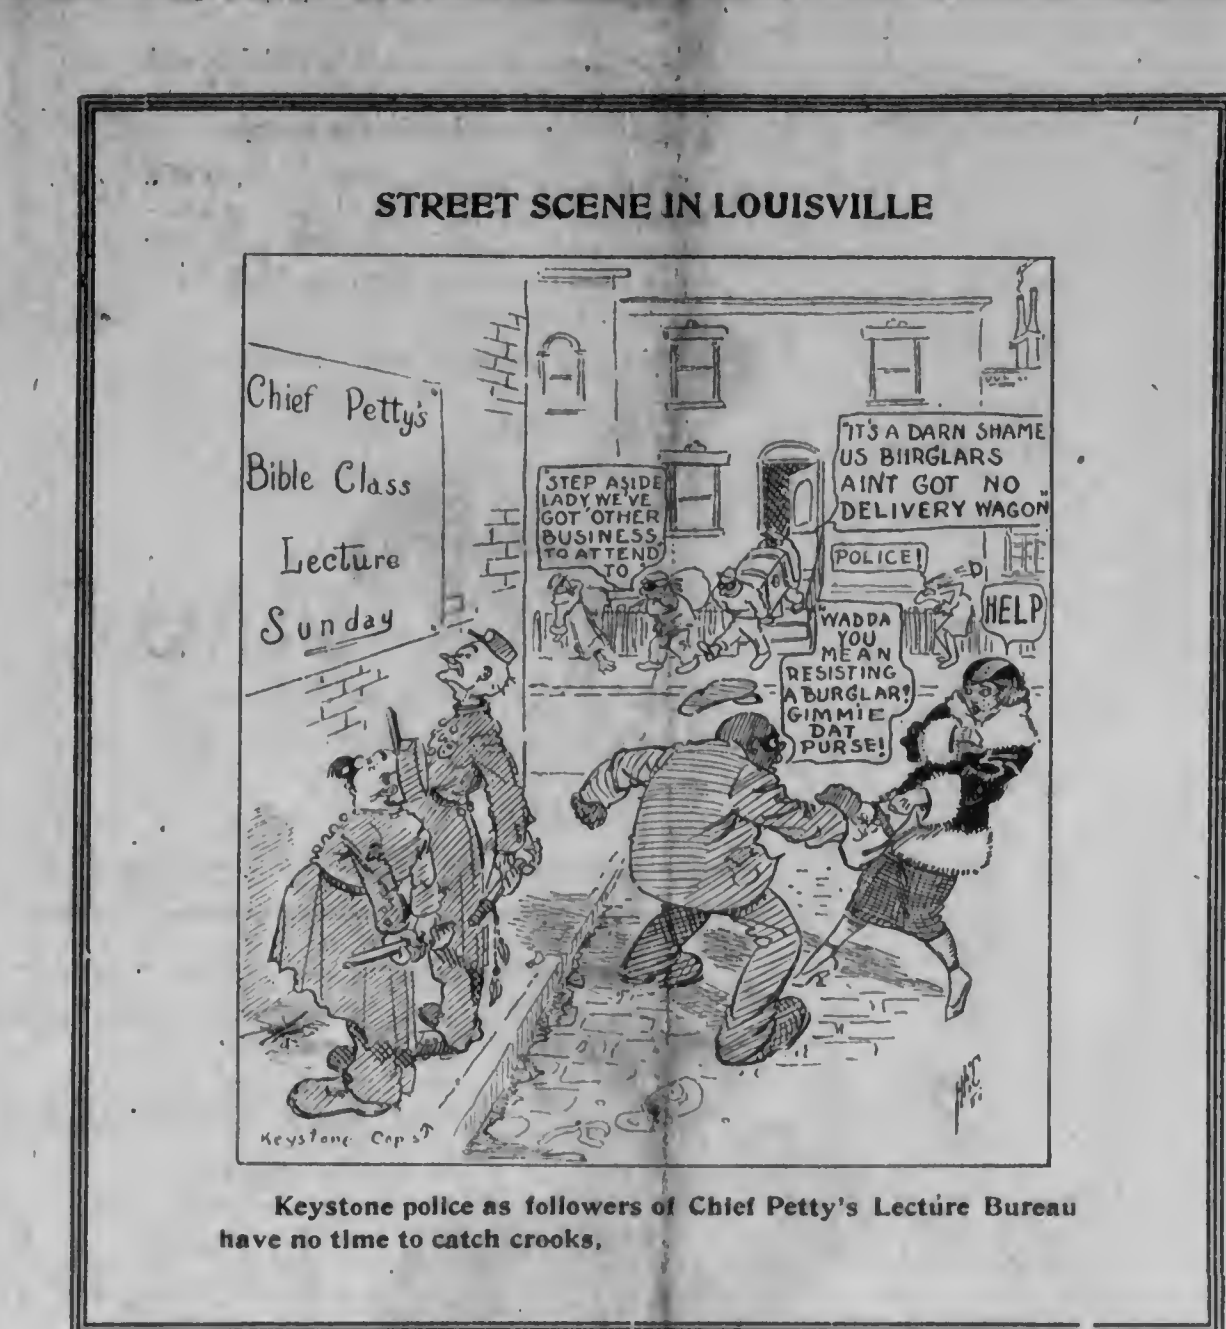 STREET SCENE IN LOUISVILLE
Chief Petty's
Bible Class
Lecture
Sunday
"STEP ASIDE
LADY WE'VE
GOT OTHER
BUSINESS
TO ATTEND
TO"
"IT'S A DARN SHAME
US BURGLARS
AIN'T GOT NO
DELIVERY WAGON"
POLICE!
HELP
"WADDA
YOU
MEAN
RESISTING
A BURGLAR!
GIMMIE
DAT
PURSE!
Keystone Cops
Keystone police as followers of Chief Petty's Lecture Bureau
have no time to catch crooks.